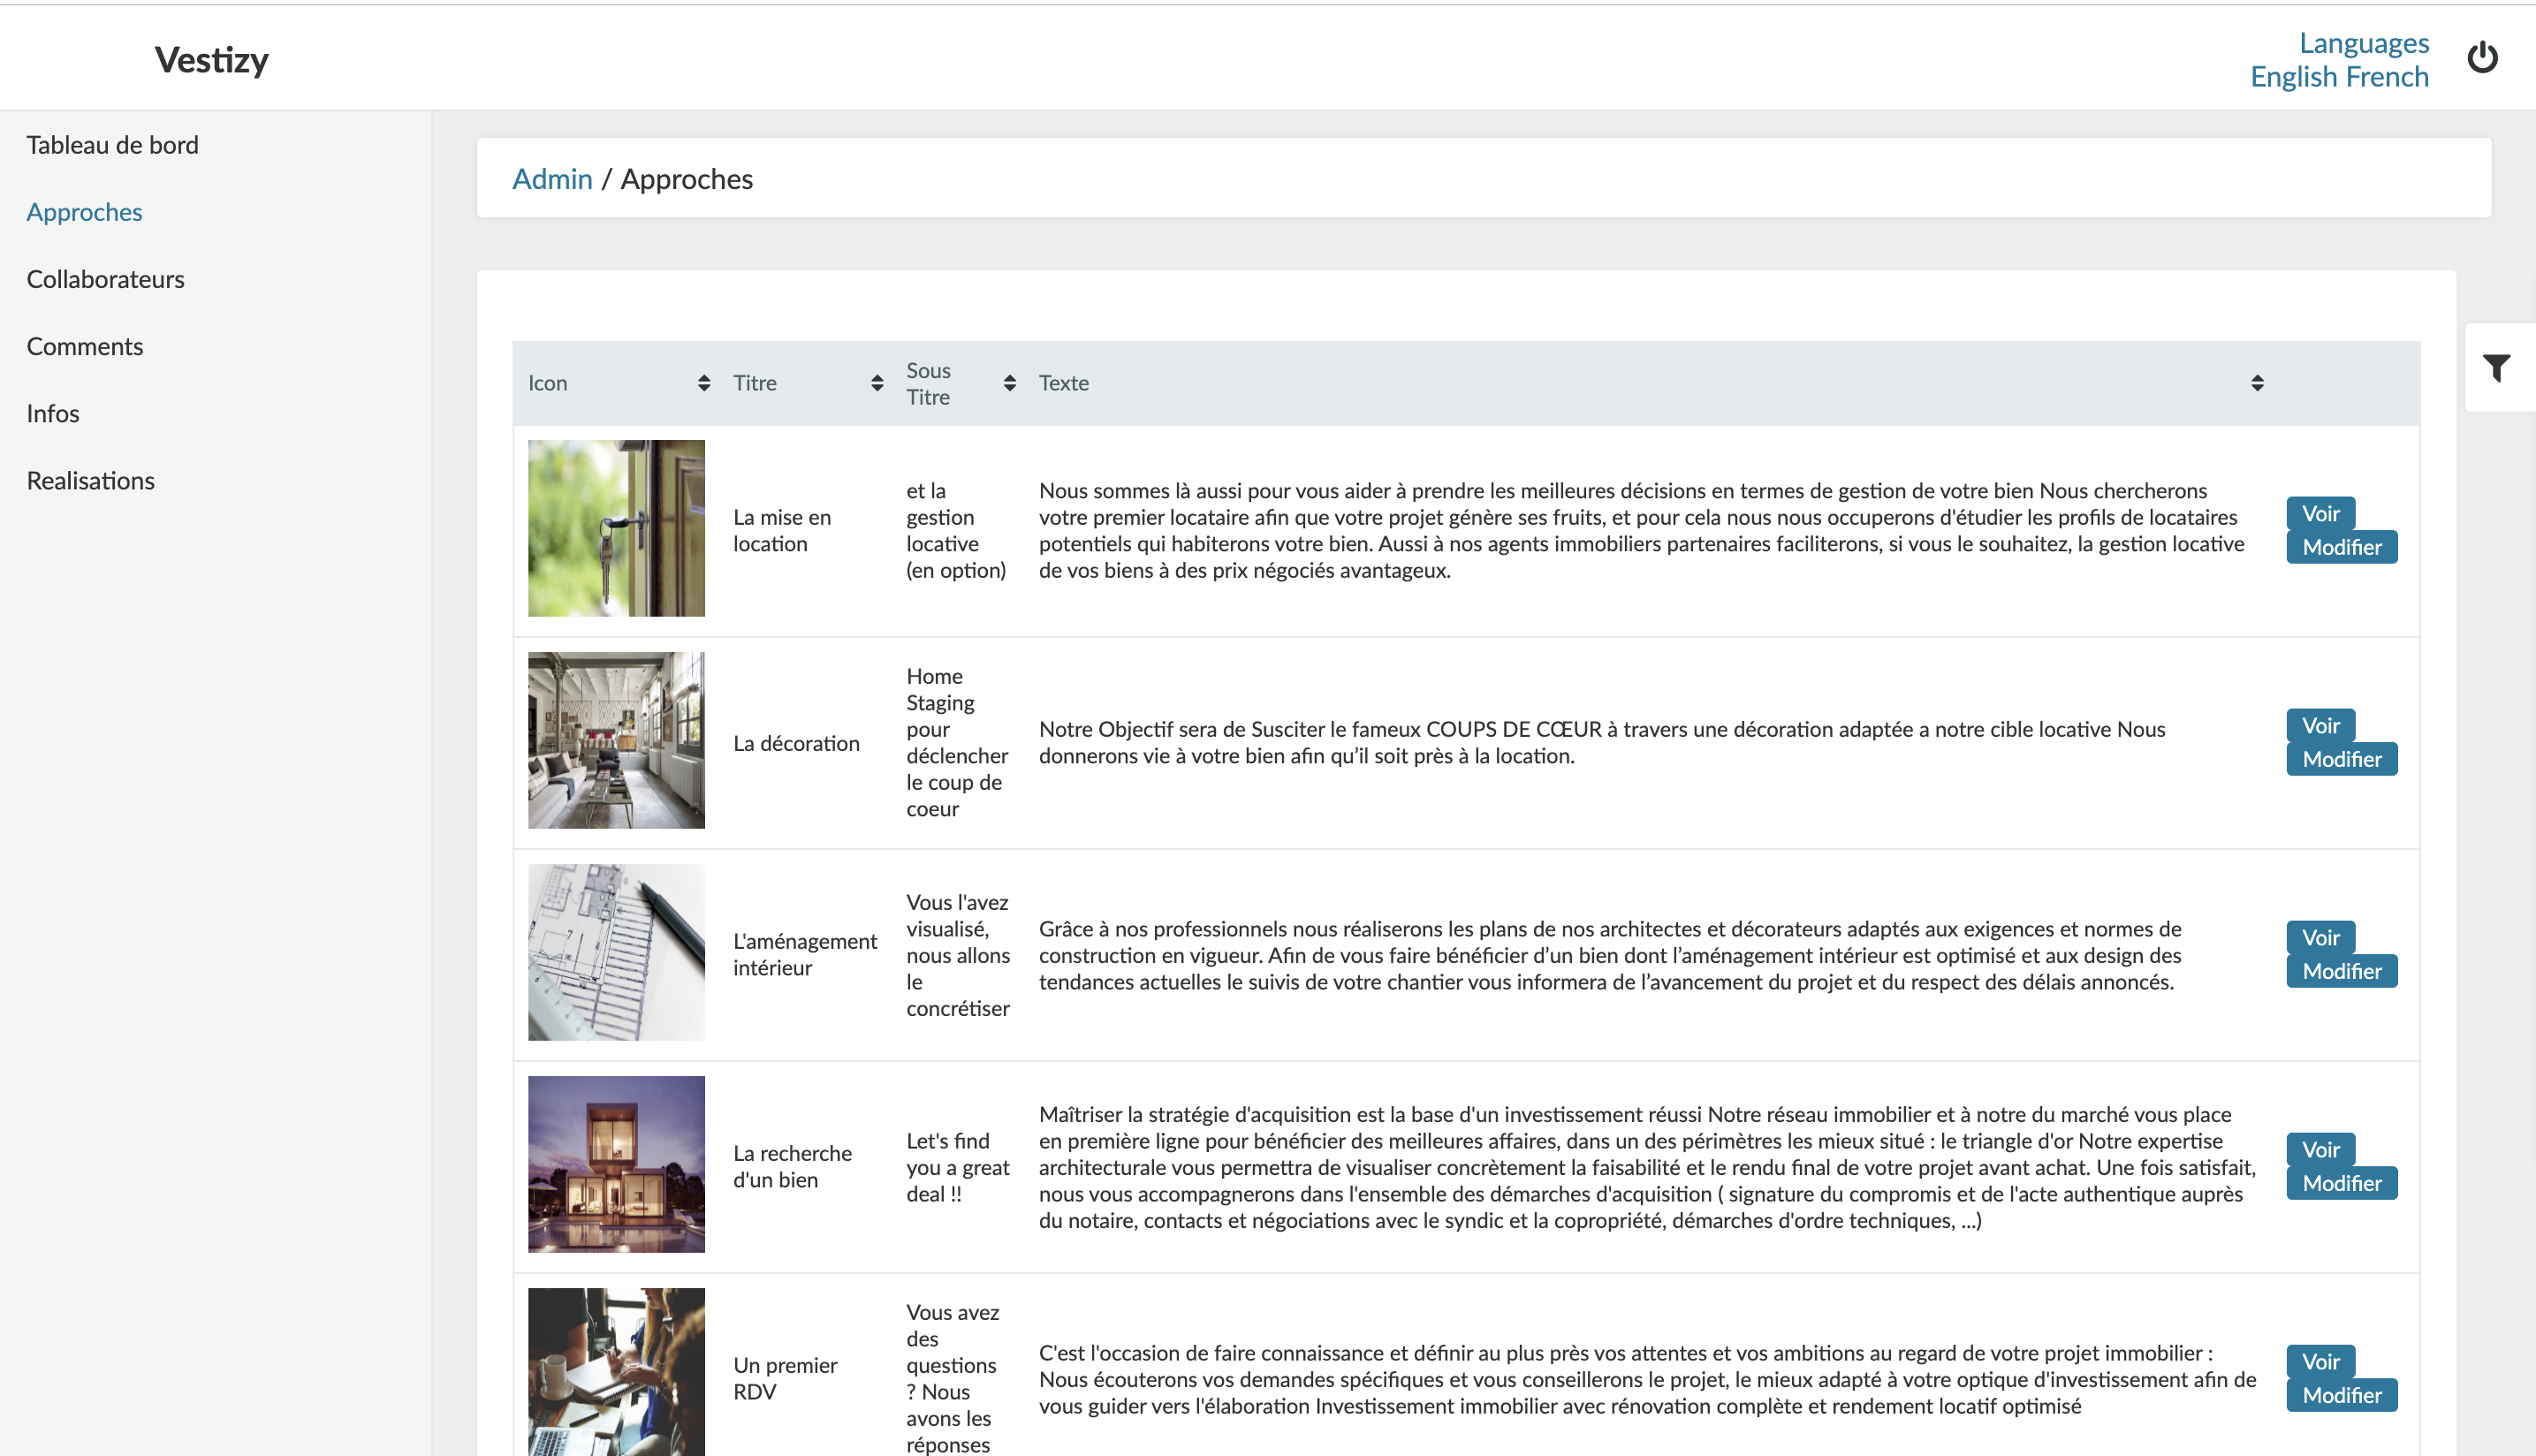 Vestizy
Languages
English French
Tableau de bord
Approches
Collaborateurs
Comments
Infos
Realisations
Admin / Approches
Icon
Titre
Sous
Titre
Texte
La mise en
location
et la
gestion
locative
(en option)
Nous sommes là aussi pour vous aider à prendre les meilleures décisions en termes de gestion de votre bien Nous chercherons
votre premier locataire afin que votre projet génère ses fruits, et pour cela nous nous occuperons d'étudier les profils de locataires
potentiels qui habiterons votre bien. Aussi à nos agents immobiliers partenaires faciliterons, si vous le souhaitez, la gestion locative
de vos biens à des prix négociés avantageux.
Voir
Modifier
La décoration
Home
Staging
pour
déclencher
le coup de
coeur
Notre Objectif sera de Susciter le fameux COUPS DE CŒUR à travers une décoration adaptée a notre cible locative Nous
donnerons vie à votre bien afin qu’il soit près à la location.
Voir
Modifier
L'aménagement
intérieur
Vous l'avez
visualisé,
nous allons
le
concrétiser
Grâce à nos professionnels nous réaliserons les plans de nos architectes et décorateurs adaptés aux exigences et normes de
construction en vigueur. Afin de vous faire bénéficier d’un bien dont l’aménagement intérieur est optimisé et aux design des
tendances actuelles le suivis de votre chantier vous informera de l’avancement du projet et du respect des délais annoncés.
Voir
Modifier
La recherche
d'un bien
Let's find
you a great
deal !!
Maîtriser la stratégie d'acquisition est la base d'un investissement réussi Notre réseau immobilier et à notre du marché vous place
en première ligne pour bénéficier des meilleures affaires, dans un des périmètres les mieux situé : le triangle d'or Notre expertise
architecturale vous permettra de visualiser concrètement la faisabilité et le rendu final de votre projet avant achat. Une fois satisfait,
nous vous accompagnerons dans l'ensemble des démarches d'acquisition ( signature du compromis et de l'acte authentique auprès
du notaire, contacts et négociations avec le syndic et la copropriété, démarches d'ordre techniques, ...)
Voir
Modifier
Un premier
RDV
Vous avez
des
questions
? Nous
avons les
réponses
C'est l'occasion de faire connaissance et définir au plus près vos attentes et vos ambitions au regard de votre projet immobilier :
Nous écouterons vos demandes spécifiques et vous conseillerons le projet, le mieux adapté à votre optique d'investissement afin de
vous guider vers l'élaboration Investissement immobilier avec rénovation complète et rendement locatif optimisé
Voir
Modifier